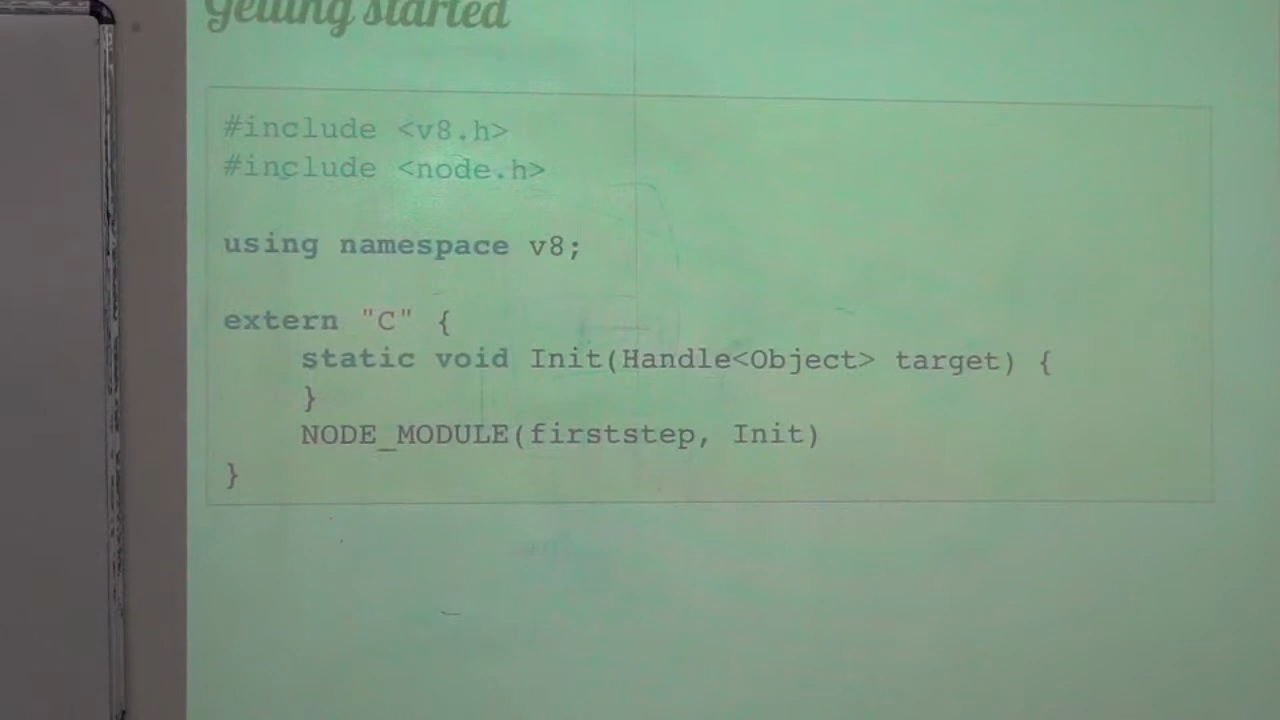 Getting started
#include <v8.h>
#include <node.h>
using namespace v8;
extern "C" {
    static void Init(Handle<Object> target) {
    }
    NODE_MODULE(firststep, Init)
}